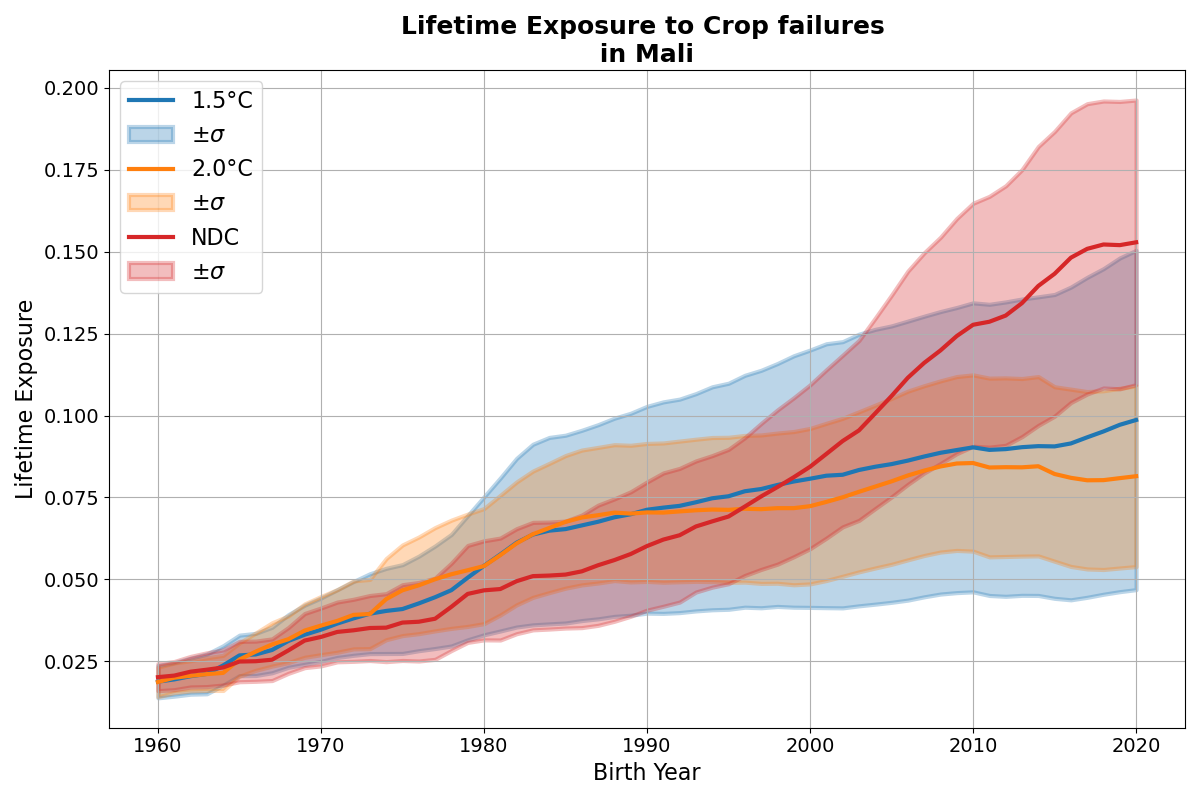 Lifetime Exposure to Crop failures
in Mali
Lifetime Exposure
0.200
0.175
0.150
0.125
0.100
0.075
0.050
0.025
1.5°C
±σ
2.0°C
±σ
NDC
±σ
1960 1970 1980 1990 2000 2010 2020
Birth Year